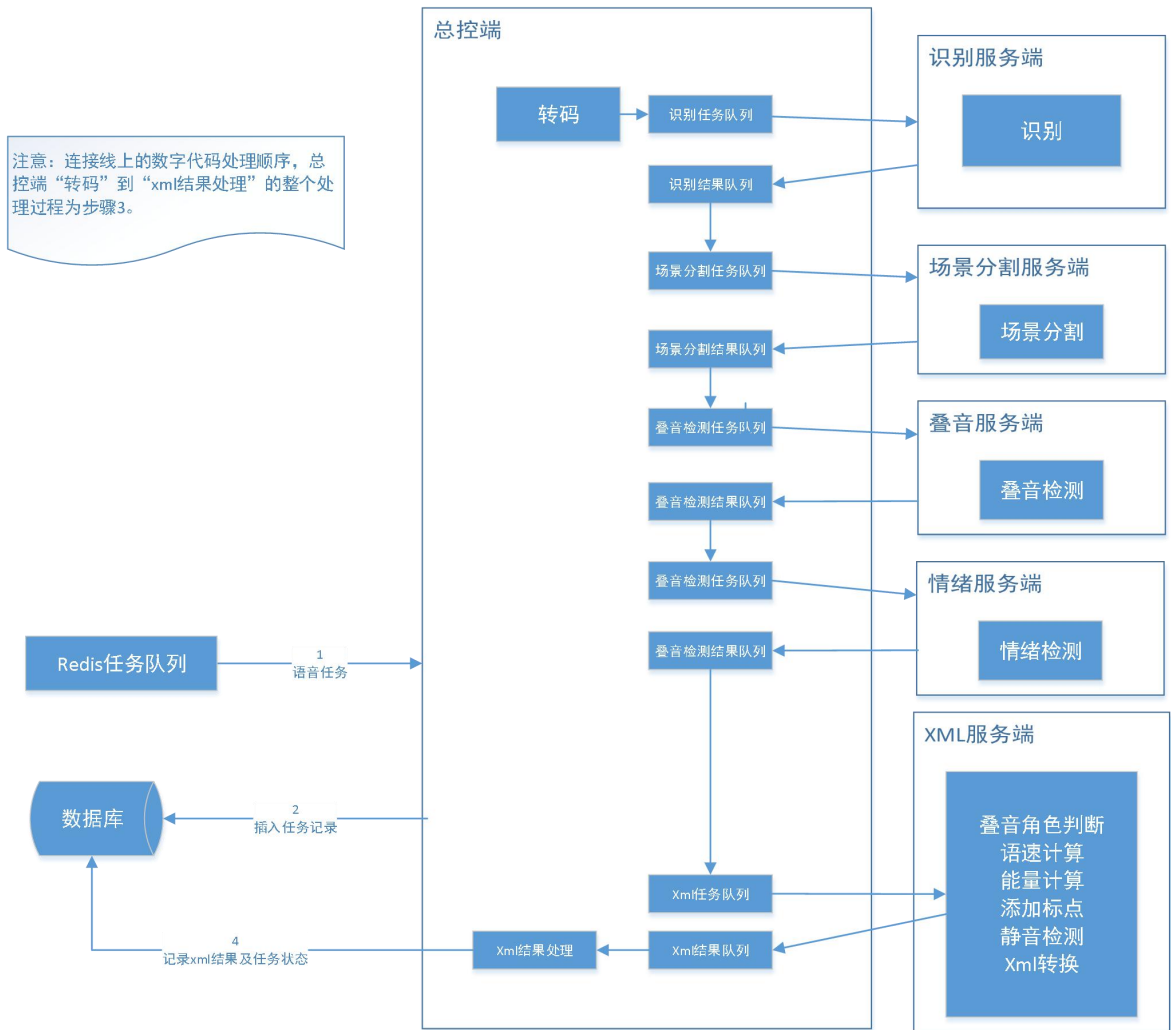 总控端
转码
识别任务队列
识别服务端
识别
注意：连接线上的数字代码处理顺序，总
控端“转码”到“xml结果处理”的整个处
理过程为步骤3。
识别结果队列
场景分割任务队列
场景分割服务端
场景分割
场景分割结果队列
叠音检测任务队列
叠音服务端
叠音检测
叠音检测结果队列
叠音检测任务队列
情绪服务端
情绪检测
叠音检测结果队列
Redis任务队列
1
语音任务
XML服务端
叠音角色判断
语速计算
能量计算
添加标点
静音检测
Xml转换
数据库
2
插入任务记录
Xml任务队列
Xml结果队列
Xml结果处理
4
记录xml结果及任务状态